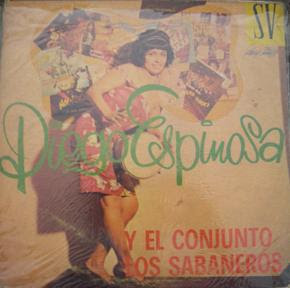 SV
Diego Espinosa
Y EL CONJUNTO
LOS SABANEROS